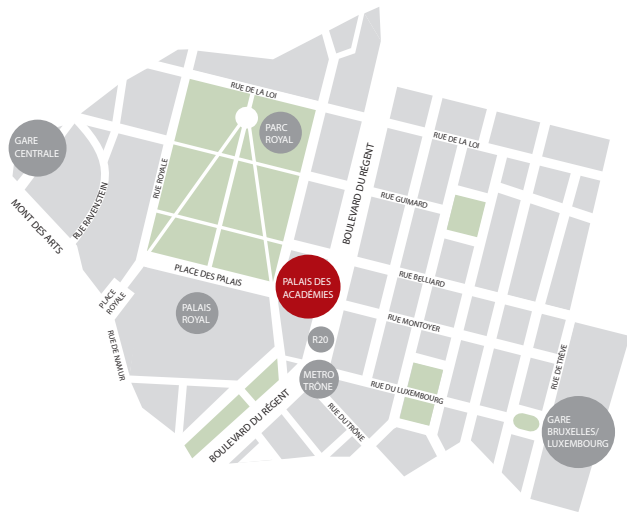 RUE DE LA LOI
PARC
ROYAL
GARE
CENTRALE
RUE DE LA LOI
RUE ROYALE
BOULEVARD DU RÉGENT
RUE GUIMARD
RUE RAVENSTEIN
MONT DES ARTS
PLACE DES PALAIS
PALAIS DES
ACADÉMIES
RUE BELLIARD
PLACE
ROYALE
PALAIS
ROYAL
RUE MONTOYER
R20
RUE DE NAMUR
RUE DE TRÈVE
METRO
TRÔNE
RUE DU LUXEMBOURG
BOULEVARD DU RÉGENT
RUE DU TRÔNE
GARE
BRUXELLES/
LUXEMBOURG